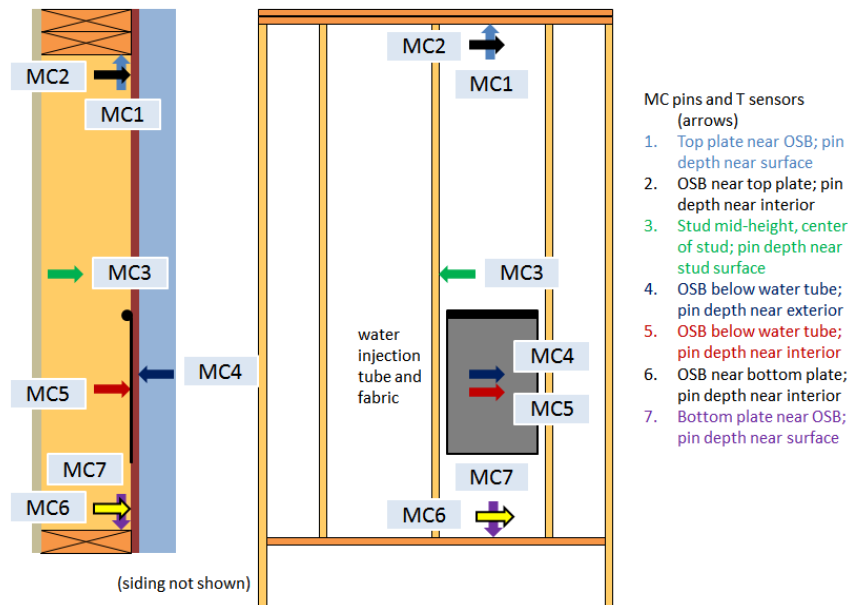 MC2
MC1
MC3
MC4
MC5
MC7
MC6
(siding not shown)
MC2
MC1
MC3
water
injection
tube and
fabric
MC4
MC5
MC7
MC6
MC pins and T sensors
(arrows)
1. Top plate near OSB; pin
depth near surface
2. OSB near top plate; pin
depth near interior
3. Stud mid-height, center
of stud; pin depth near
stud surface
4. OSB below water tube;
pin depth near exterior
5. OSB below water tube;
pin depth near interior
6. OSB near bottom plate;
pin depth near interior
7. Bottom plate near OSB;
pin depth near surface